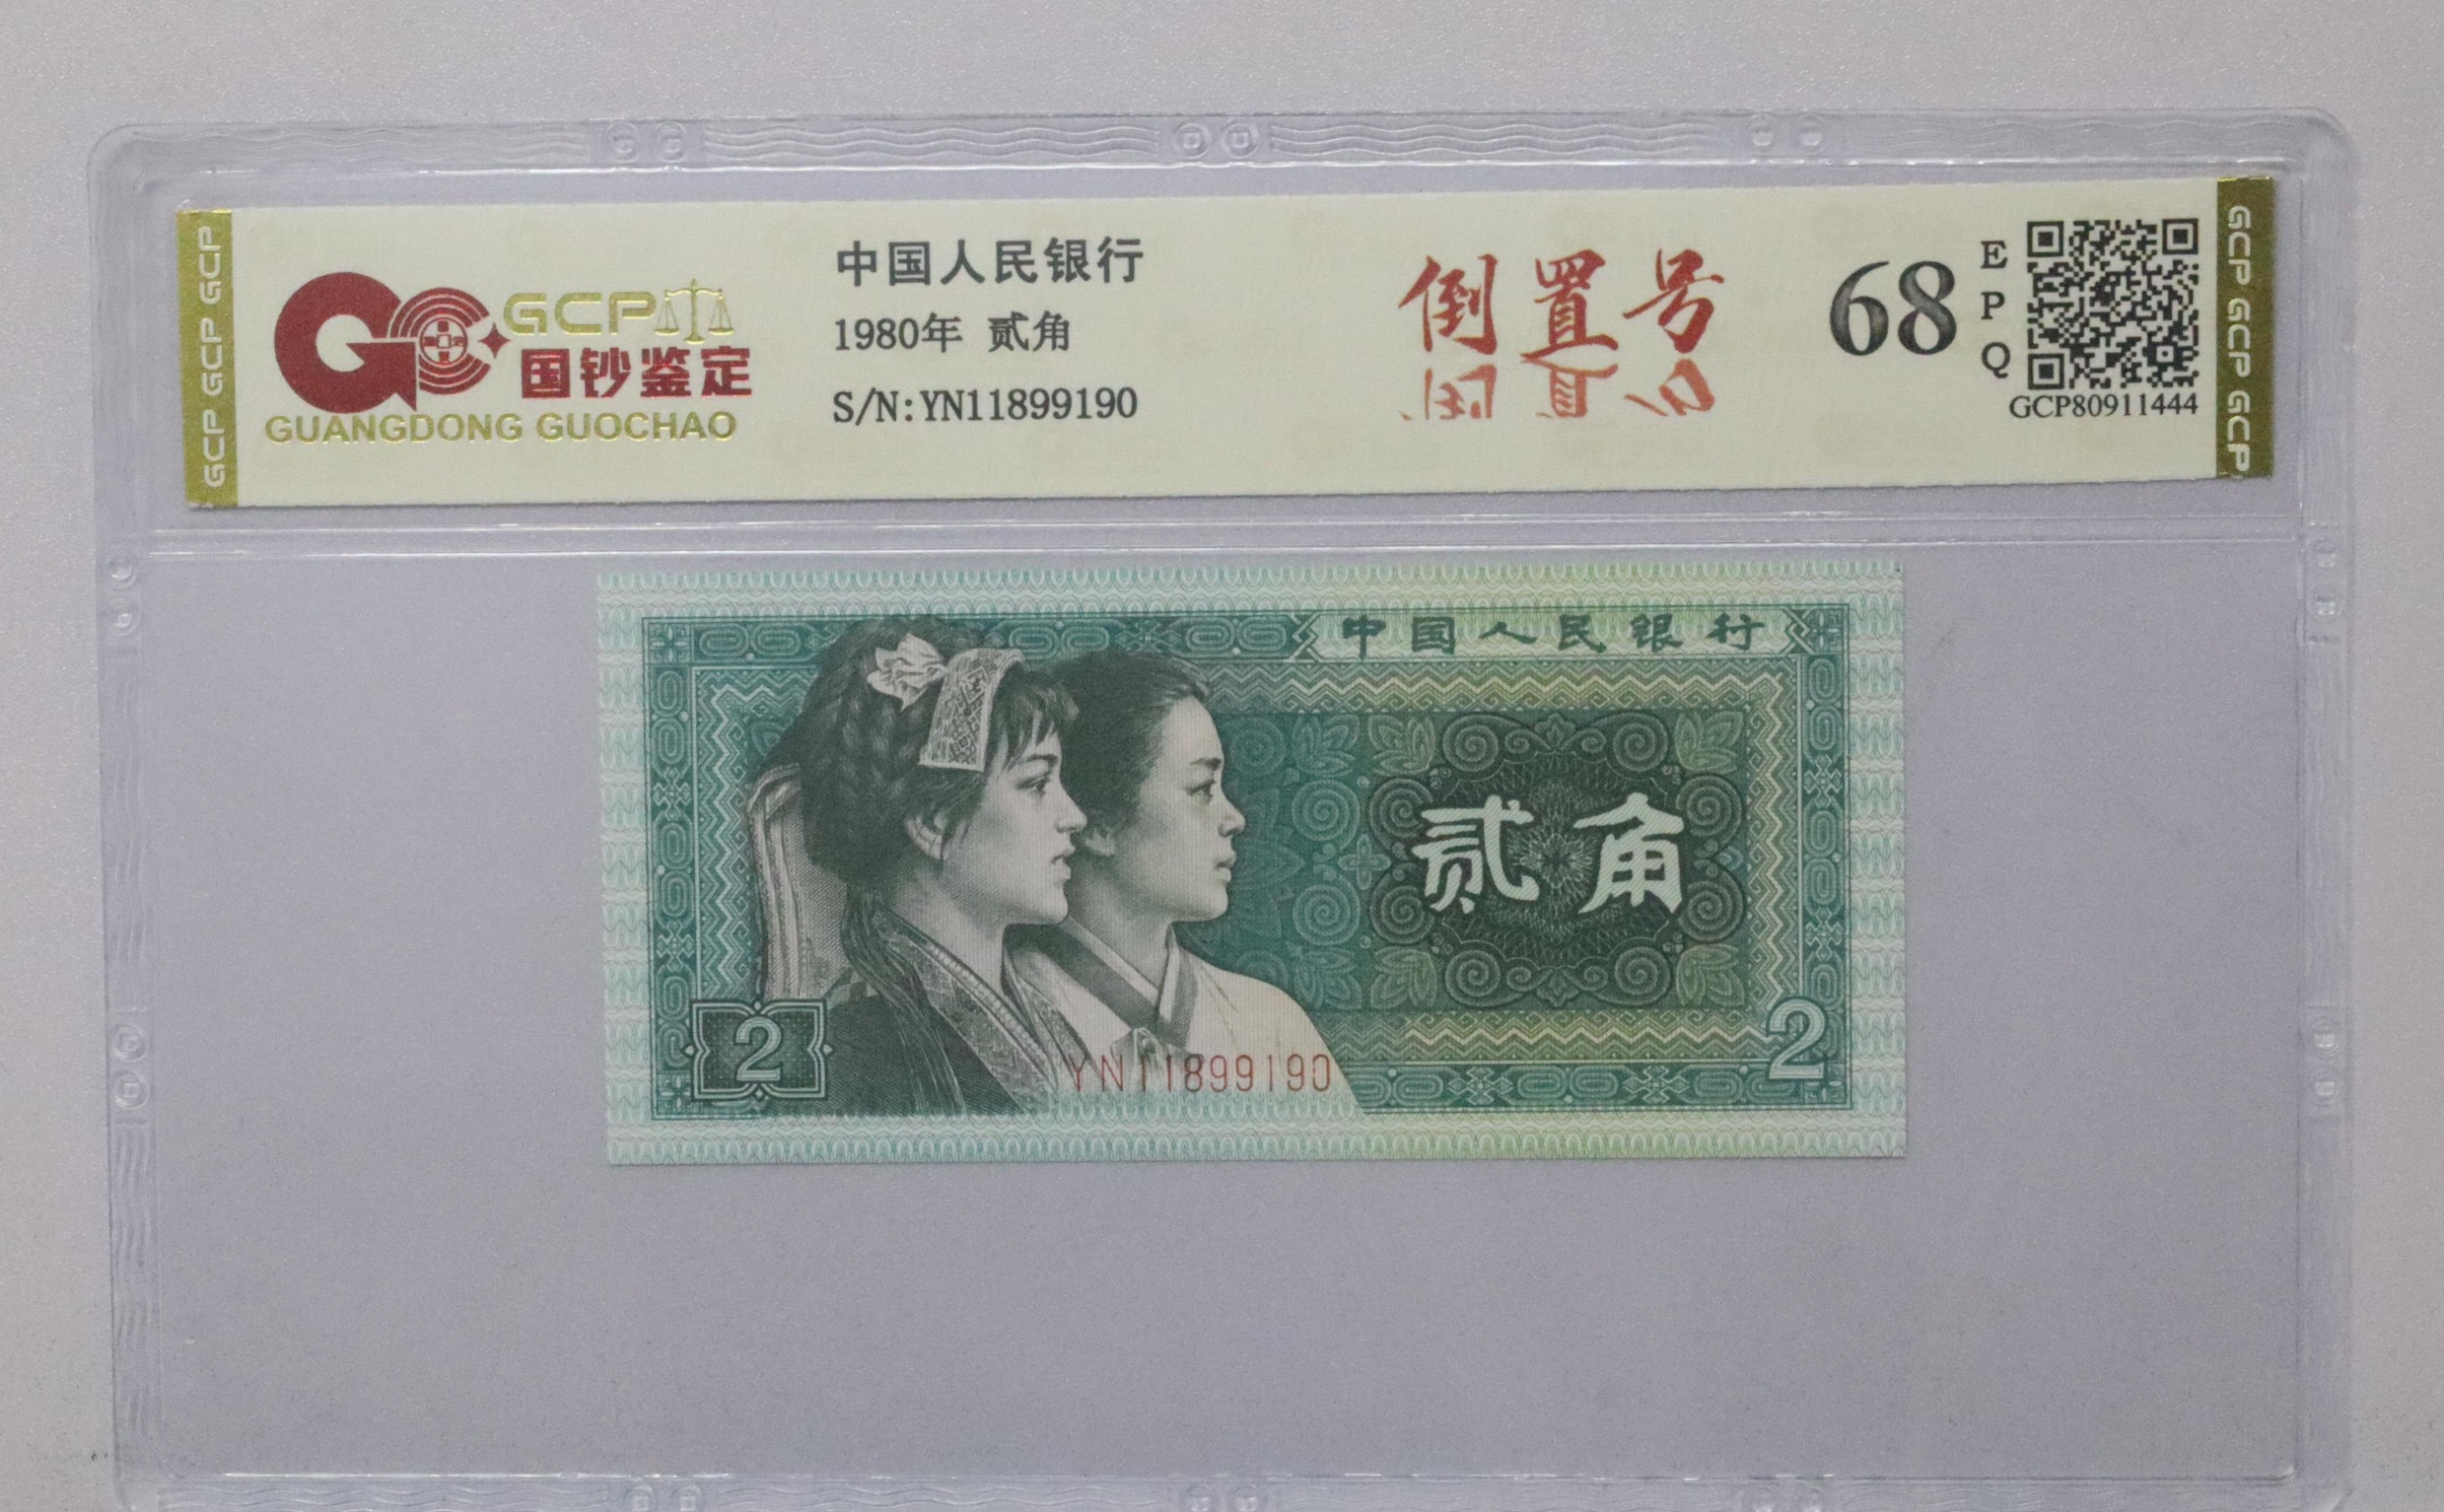 GCP GCP GCP GCP
GCP
国钞鉴定
GUANGDONG GUOCHAO
中国人民银行
1980年 贰角
S/N:YN11899190
倒置号
68
E
P
Q
GCP80911444
GCP GCP GCP GCP
中国人民银行
贰角
2
YN11899190
2